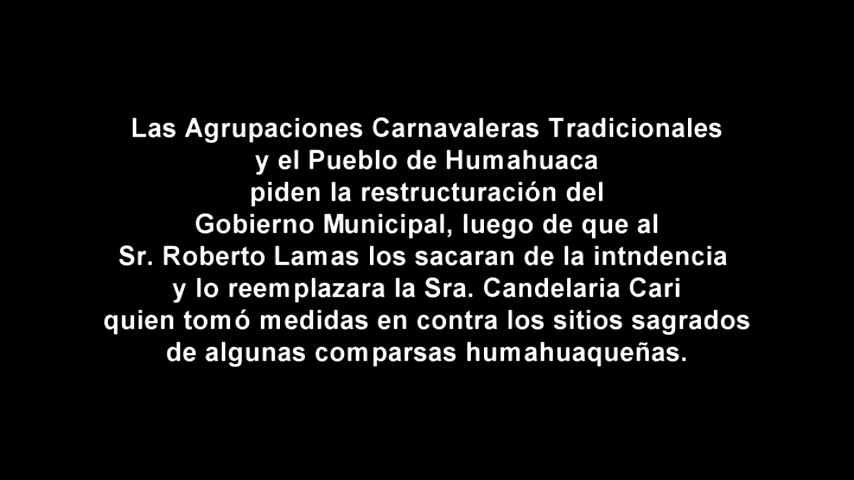 Las Agrupaciones Carnavaleras Tradicionales
y el Pueblo de Humahuaca
piden la restructuración del
Gobierno Municipal, luego de que al
Sr. Roberto Lamas los sacaran de la intndencia
y lo reemplazara la Sra. Candelaria Cari
quien tomó medidas en contra los sitios sagrados
de algunas comparsas humahuaqueñas.